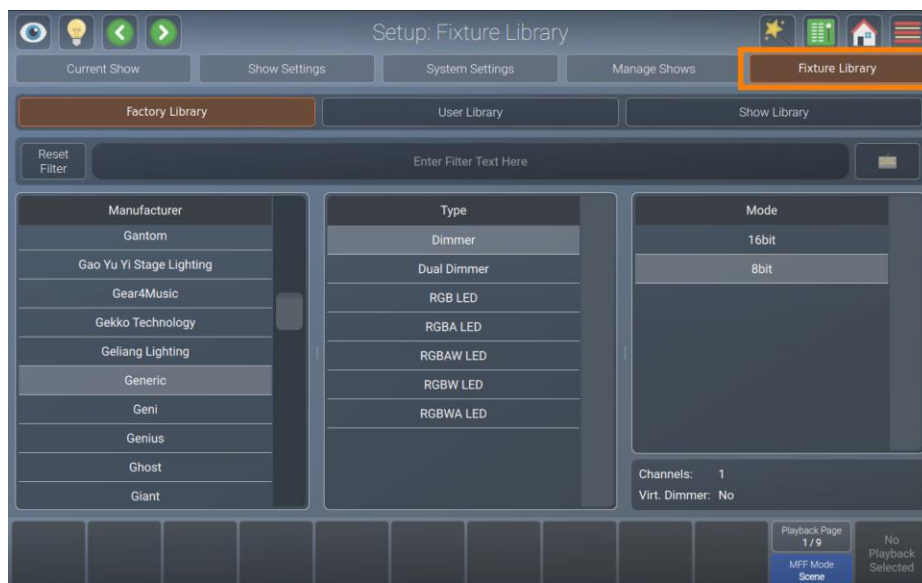 Setup: Fixture Library
Current Show
Show Settings
System Settings
Manage Shows
Fixture Library
Factory Library
User Library
Show Library
Reset
Filter
Enter Filter Text Here
Manufacturer
Gantom
Gao Yu Yi Stage Lighting
Gear4Music
Gekko Technology
Geliang Lighting
Generic
Geni
Genius
Ghost
Giant
Type
Dimmer
Dual Dimmer
RGB LED
RGBA LED
RGBAW LED
RGBW LED
RGBWA LED
Mode
16bit
8bit
Channels: 1
Virt. Dimmer: No
Playback Page
1 / 9
MFF Mode
Scene
No
Playback
Selected